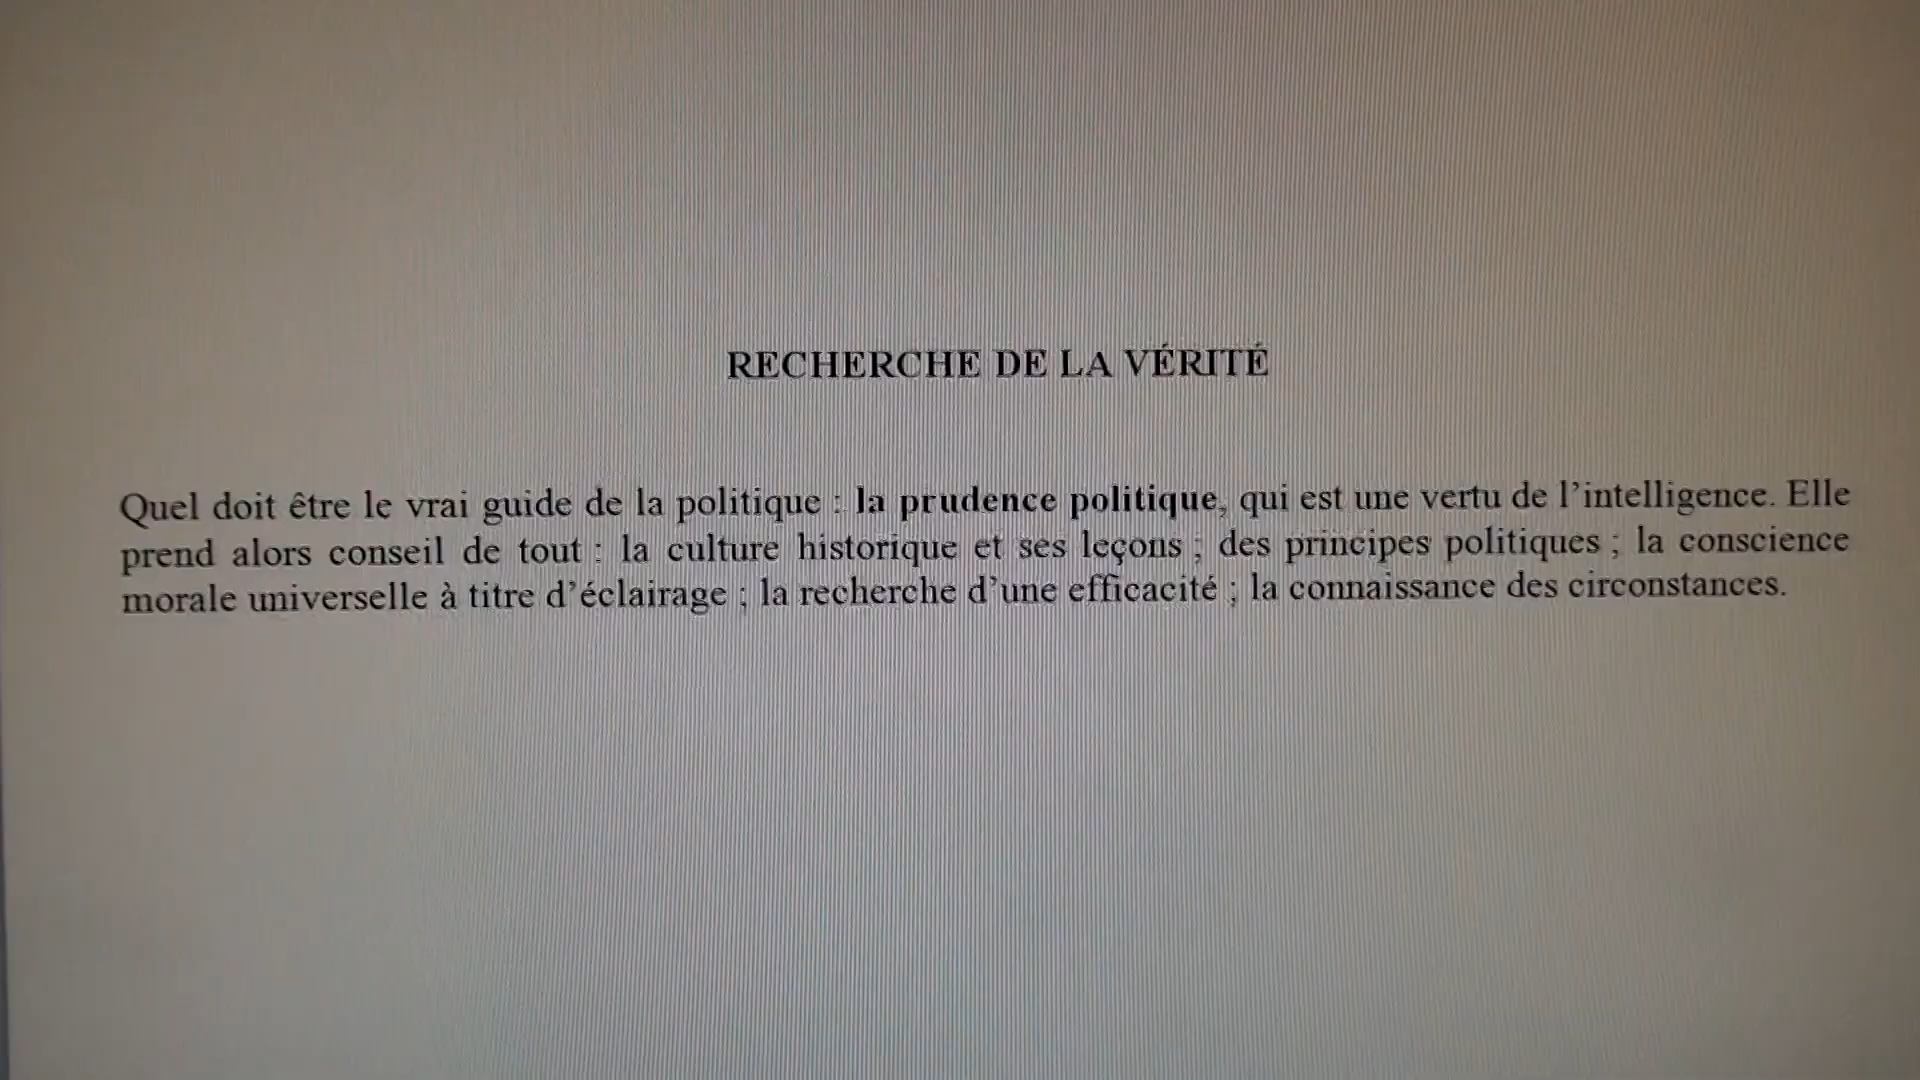 RECHERCHE DE LA VÉRITÉ
Quel doit être le vrai guide de la politique : la prudence politique, qui est une vertu de l’intelligence. Elle
prend alors conseil de tout : la culture historique et ses leçons ; des principes politiques ; la conscience
morale universelle à titre d’éclairage ; la recherche d’une efficacité ; la connaissance des circonstances.